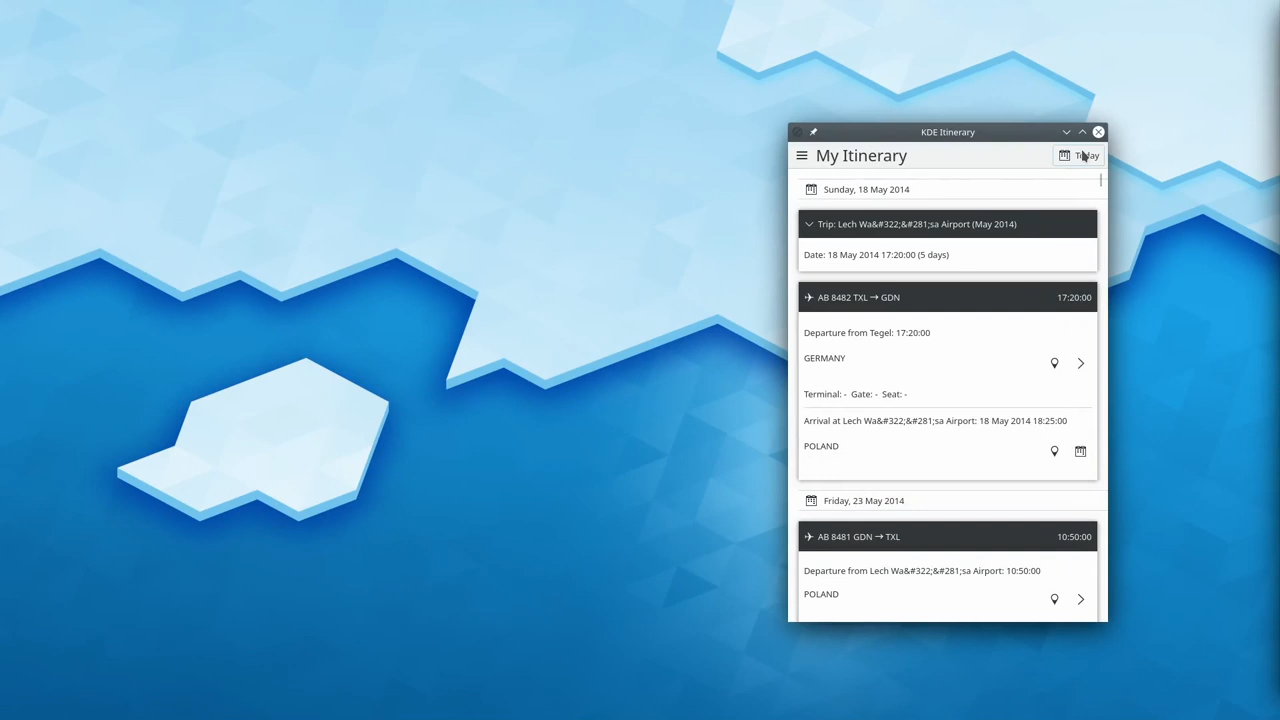 KDE Itinerary
My Itinerary
Today
Sunday, 18 May 2014
Trip: Lech Wa&#322;&#281;sa Airport (May 2014)
Date: 18 May 2014 17:20:00 (5 days)
AB 8482 TXL → GDN 17:20:00
Departure from Tegel: 17:20:00
GERMANY
Terminal: - Gate: - Seat: -
Arrival at Lech Wa&#322;&#281;sa Airport: 18 May 2014 18:25:00
POLAND
Friday, 23 May 2014
AB 8481 GDN → TXL 10:50:00
Departure from Lech Wa&#322;&#281;sa Airport: 10:50:00
POLAND